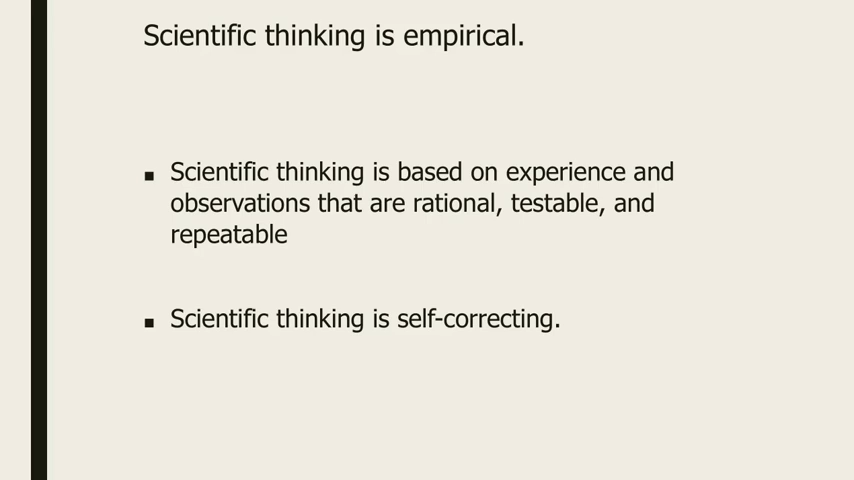 Scientific thinking is empirical.
■ Scientific thinking is based on experience and
observations that are rational, testable, and
repeatable
■ Scientific thinking is self-correcting.